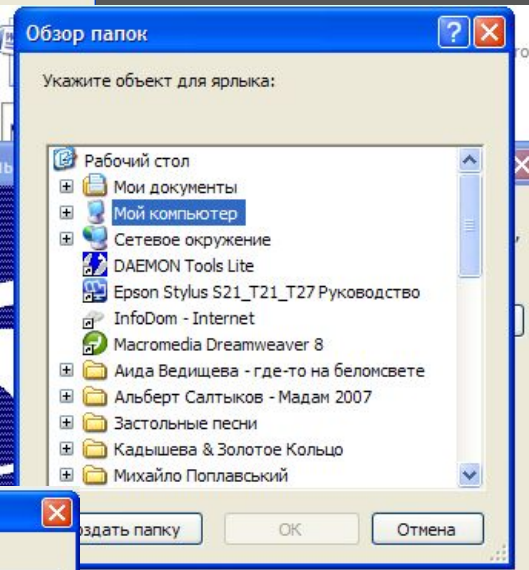 Обзор папок
Укажите объект для ярлыка:
Рабочий стол
Мои документы
Мой компьютер
Сетевое окружение
DAEMON Tools Lite
Epson Stylus S21_T21_T27 Руководство
InfoDom - Internet
Macromedia Dreamweaver 8
Аида Ведищева - где-то на беломсвете
Альберт Салтыков - Мадам 2007
Застольные песни
Кадышева & Золотое Кольцо
Михайло Поплавський
оздать папку OK Отмена